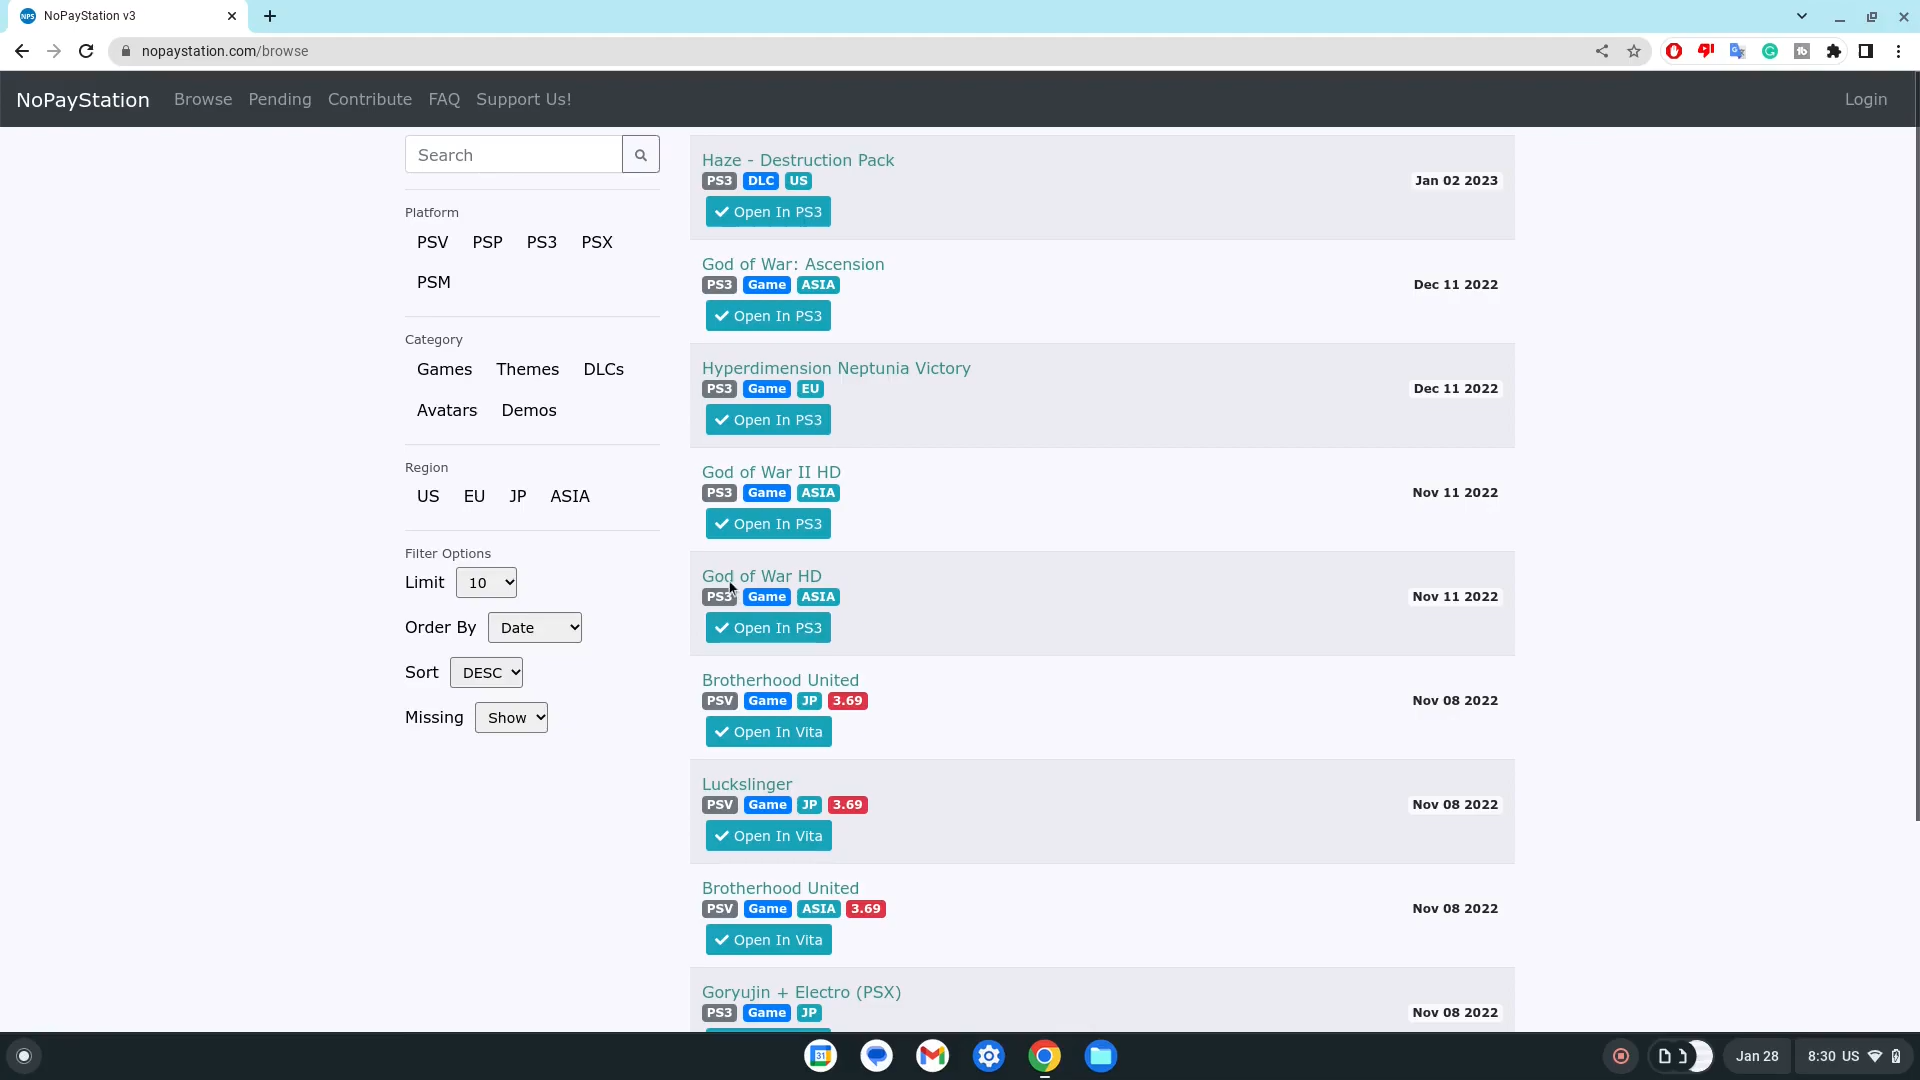 NoPayStation v3
nopaystation.com/browse
NoPayStation Browse Pending Contribute FAQ Support Us! Login
Search
Platform
PSV PSP PS3 PSX
PSM
Category
Games Themes DLCs
Avatars Demos
Region
US EU JP ASIA
Filter Options
Limit 10
Order By Date
Sort DESC
Missing Show
Haze - Destruction Pack
PS3 DLC US
Jan 02 2023
Open In PS3
God of War: Ascension
PS3 Game ASIA
Dec 11 2022
Open In PS3
Hyperdimension Neptunia Victory
PS3 Game EU
Dec 11 2022
Open In PS3
God of War II HD
PS3 Game ASIA
Nov 11 2022
Open In PS3
God of War HD
PS3 Game ASIA
Nov 11 2022
Open In PS3
Brotherhood United
PSV Game JP 3.69
Nov 08 2022
Open In Vita
Luckslinger
PSV Game JP 3.69
Nov 08 2022
Open In Vita
Brotherhood United
PSV Game ASIA 3.69
Nov 08 2022
Open In Vita
Goryujin + Electro (PSX)
PS3 Game JP
Nov 08 2022
31
Jan 28
8:30 US